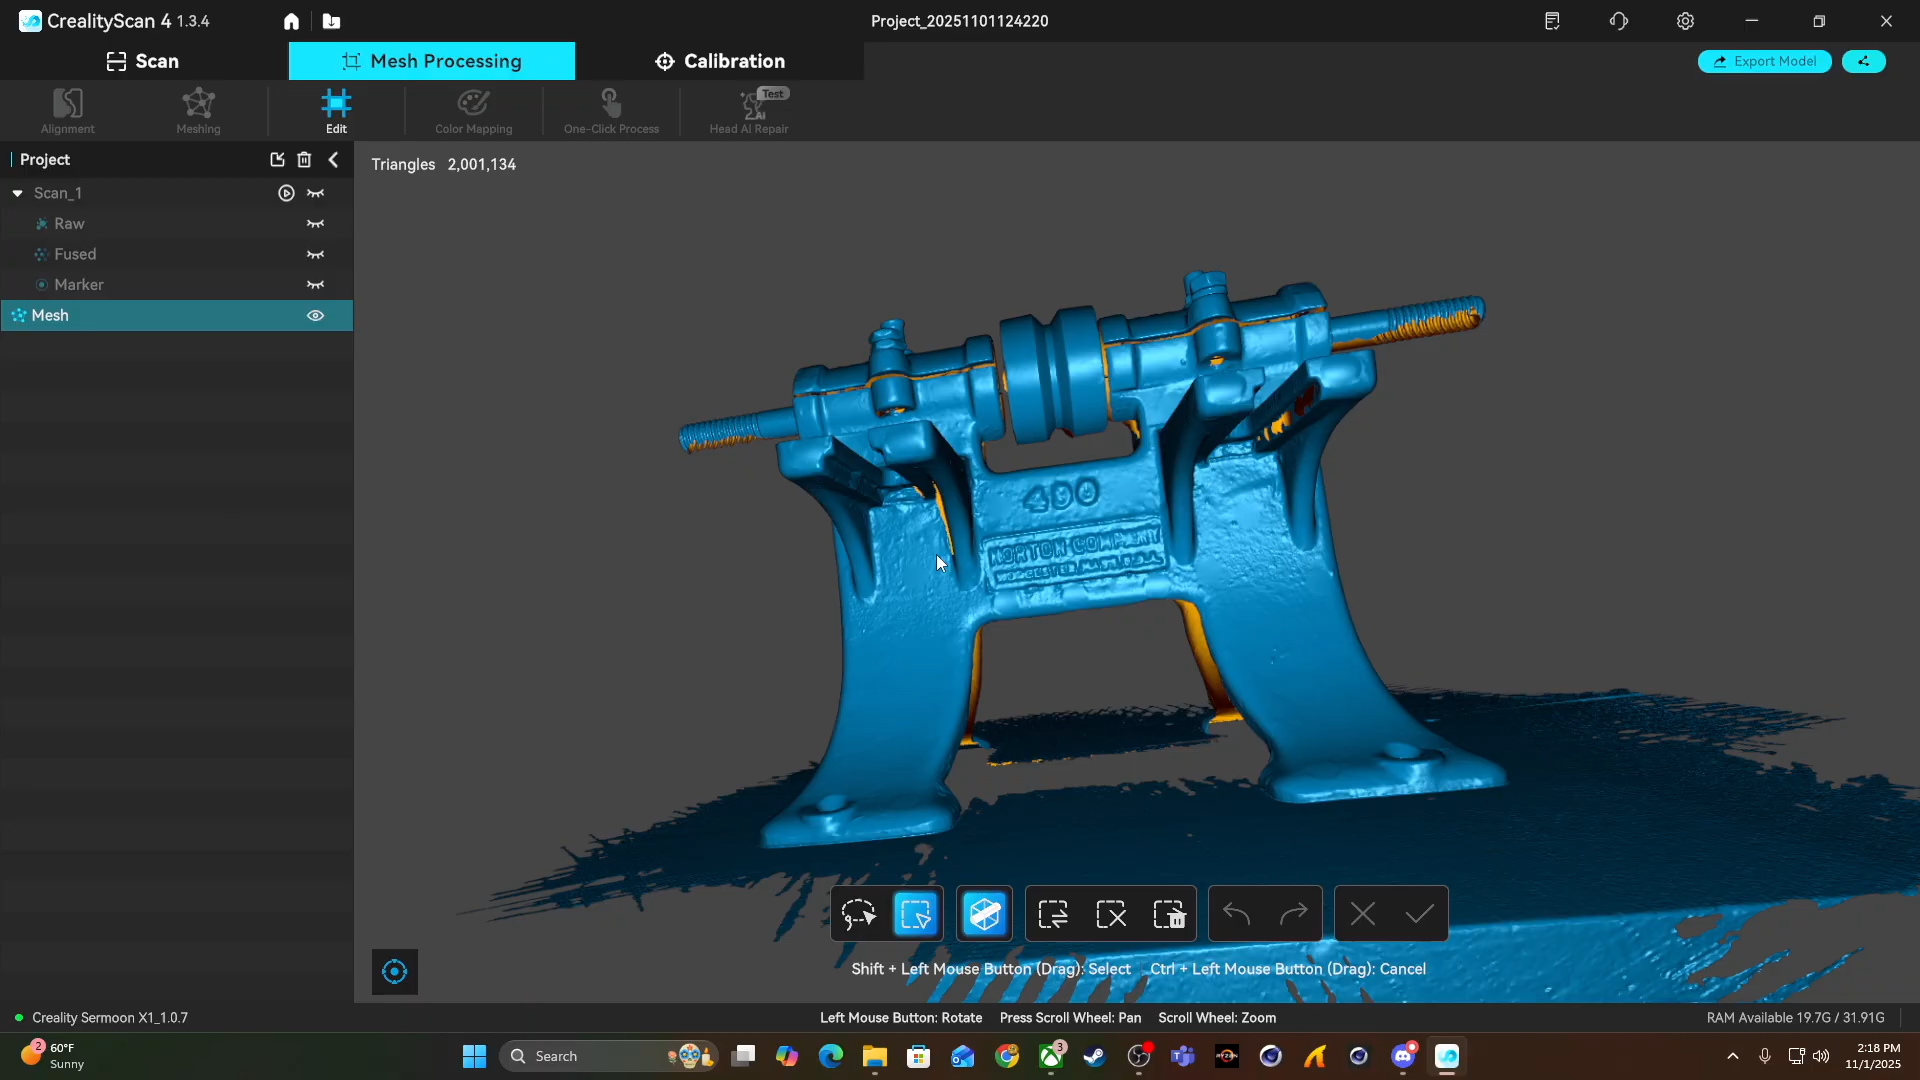 CrealityScan 4 1.3.4
Project_20251101124220
Scan
Mesh Processing
Calibration
Export Model
Alignment
Meshing
Edit
Color Mapping
One-Click Process
Test
AI
Head AI Repair
Project
Triangles 2,001,134
Scan_1
Raw
Fused
Marker
Mesh
400
NORTON COMPANY
Shift + Left Mouse Button (Drag): Select Ctrl + Left Mouse Button (Drag): Cancel
Creality Sermoon X1_1.0.7
Left Mouse Button: Rotate Press Scroll Wheel: Pan Scroll Wheel: Zoom
RAM Available 19.7G / 31.91G
2
60°F
Sunny
Search
3
RYZEN
2:18 PM
11/1/2025